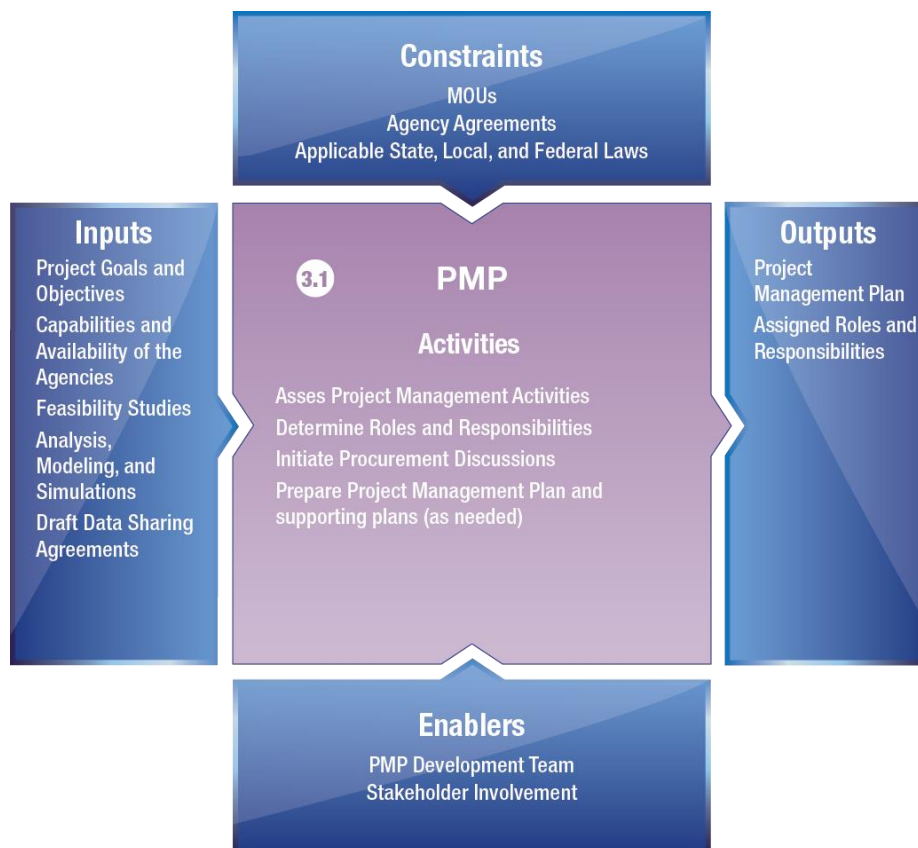 Constraints
MOUs
Agency Agreements
Applicable State, Local, and Federal Laws
Inputs
Project Goals and
Objectives
Capabilities and
Availability of the
Agencies
Feasibility Studies
Analysis,
Modeling, and
Simulations
Draft Data Sharing
Agreements
3.1 PMP
Activities
Asses Project Management Activities
Determine Roles and Responsibilities
Initiate Procurement Discussions
Prepare Project Management Plan and
supporting plans (as needed)
Outputs
Project
Management Plan
Assigned Roles and
Responsibilities
Enablers
PMP Development Team
Stakeholder Involvement